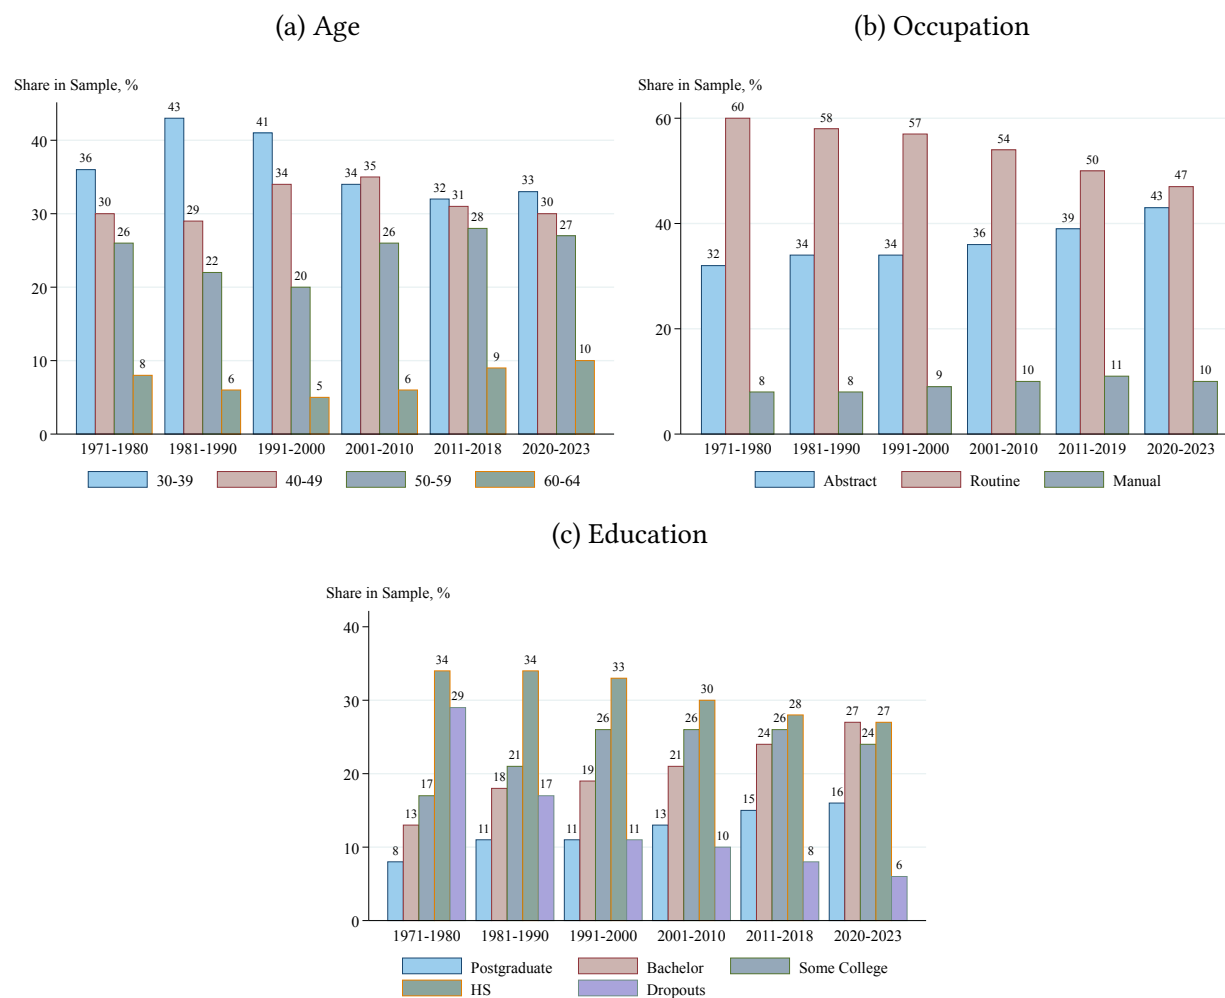 (a) Age
Share in Sample, %
40
30
20
10
0
36 30 26 8
43 29 22 6
41 34 20 5
34 35 26 6
32 31 28 9
33 30 27 10
1971-1980 1981-1990 1991-2000 2001-2010 2011-2018 2020-2023
30-39 40-49 50-59 60-64
(b) Occupation
Share in Sample, %
60
40
20
0
32 60 8
34 58 8
34 57 9
36 54 10
39 50 11
43 47 10
1971-1980 1981-1990 1991-2000 2001-2010 2011-2019 2020-2023
Abstract Routine Manual
(c) Education
Share in Sample, %
40
30
20
10
0
8 13 17 34 29
11 18 21 34 17
11 19 26 33 11
13 21 26 30 10
15 24 26 28 8
16 27 24 27 6
1971-1980 1981-1990 1991-2000 2001-2010 2011-2018 2020-2023
Postgraduate Bachelor Some College
HS Dropouts